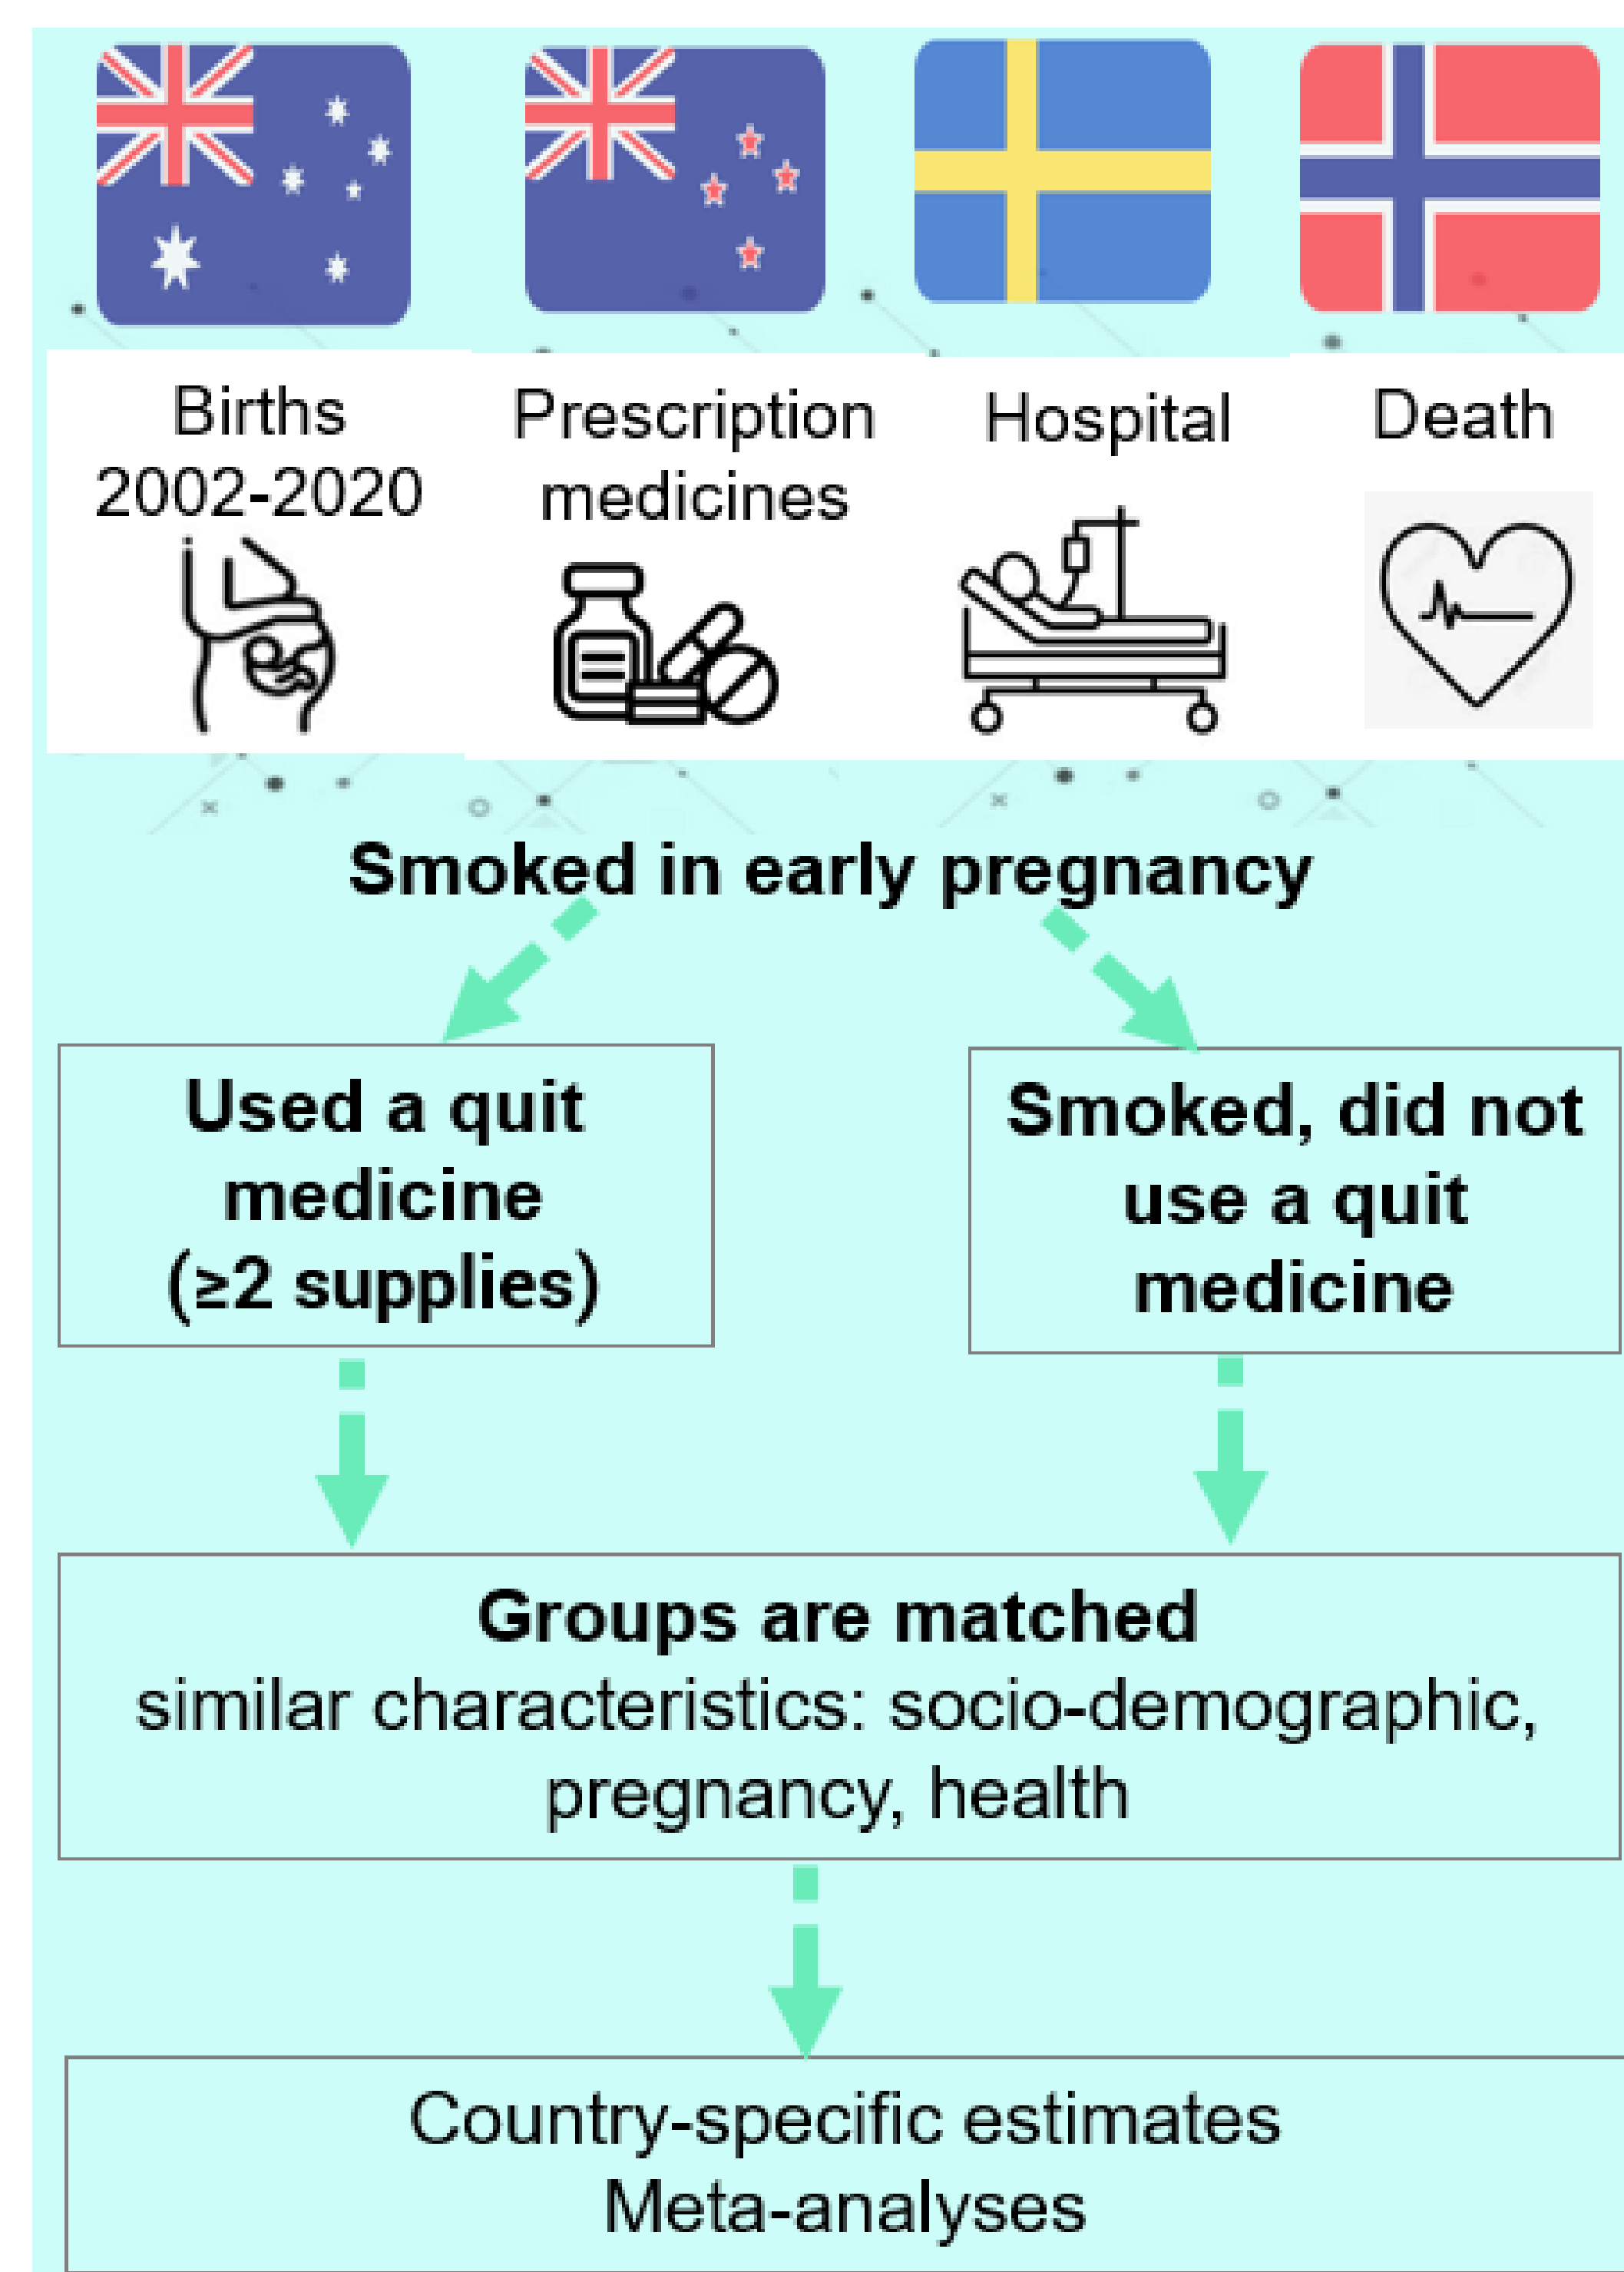 Births
2002-2020
Prescription
medicines
Hospital
Death
Smoked in early pregnancy
Used a quit
medicine
(≥2 supplies)
Smoked, did not
use a quit
medicine
Groups are matched
similar characteristics: socio-demographic,
pregnancy, health
Country-specific estimates
Meta-analyses